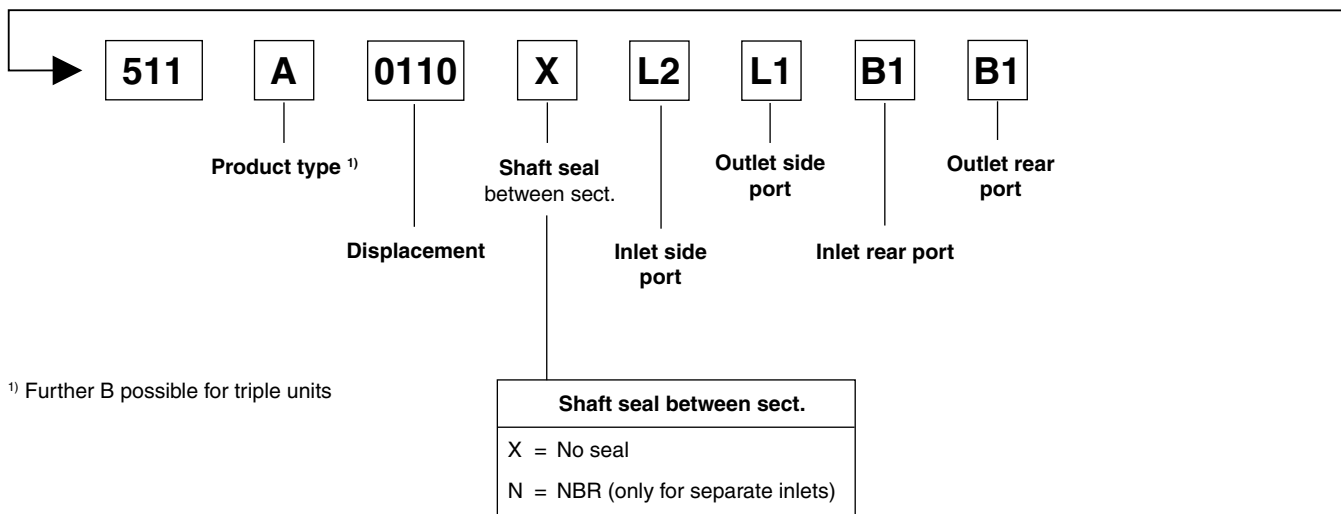 511 A 0110 X L2 L1 B1 B1
Product type 1)
Shaft seal
between sect.
Outlet side
port
Outlet rear
port
Displacement
Inlet side
port
Inlet rear port
1) Further B possible for triple units
Shaft seal between sect.
X = No seal
N = NBR (only for separate inlets)